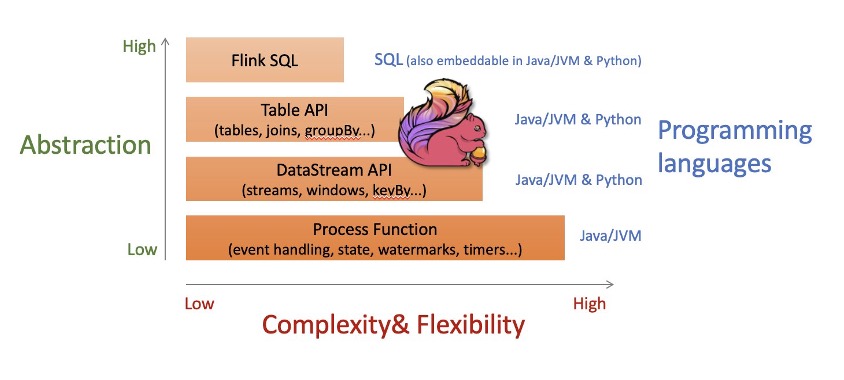 High
Flink SQL
SQL (also embeddable in Java/JVM & Python)
Table API
(tables, joins, groupBy...)
Java/JVM & Python
Abstraction
Programming
languages
DataStream API
(streams, windows, keyBy...)
Java/JVM & Python
Process Function
(event handling, state, watermarks, timers...)
Java/JVM
Low
Low
High
Complexity& Flexibility